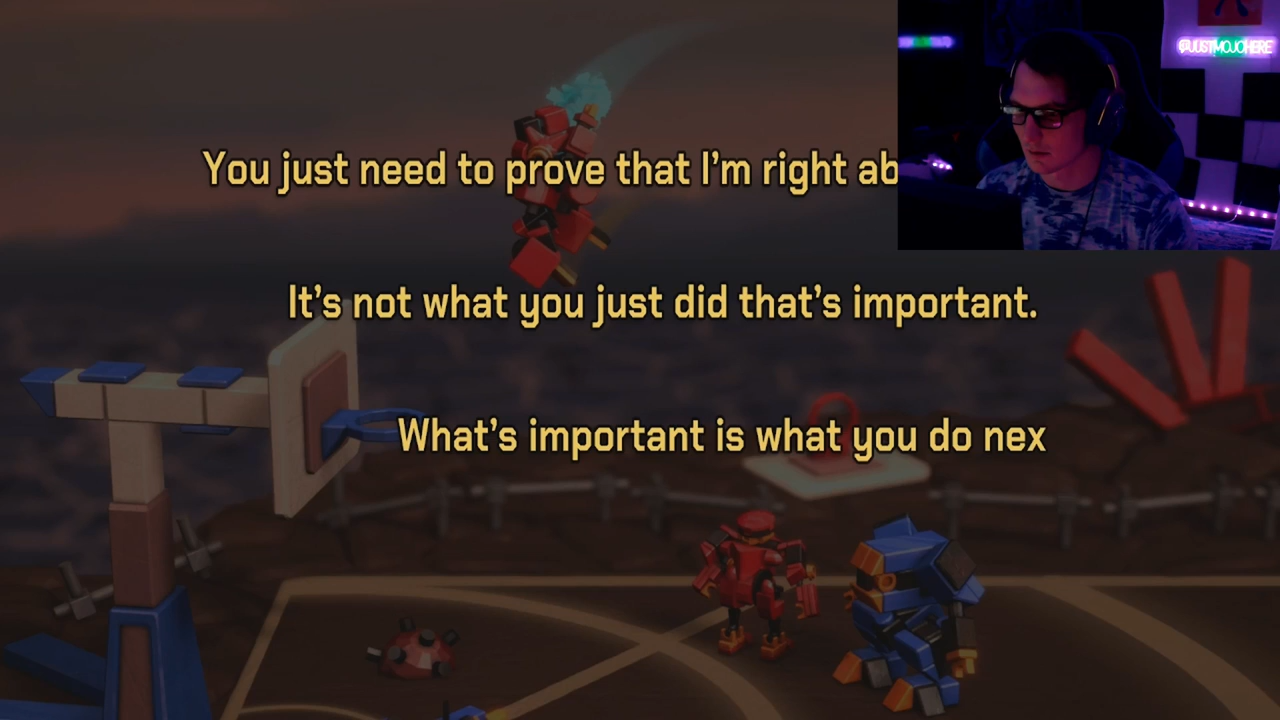 @JUSTMOJOHERE
You just need to prove that I'm right ab
It's not what you just did that's important.
What's important is what you do nex